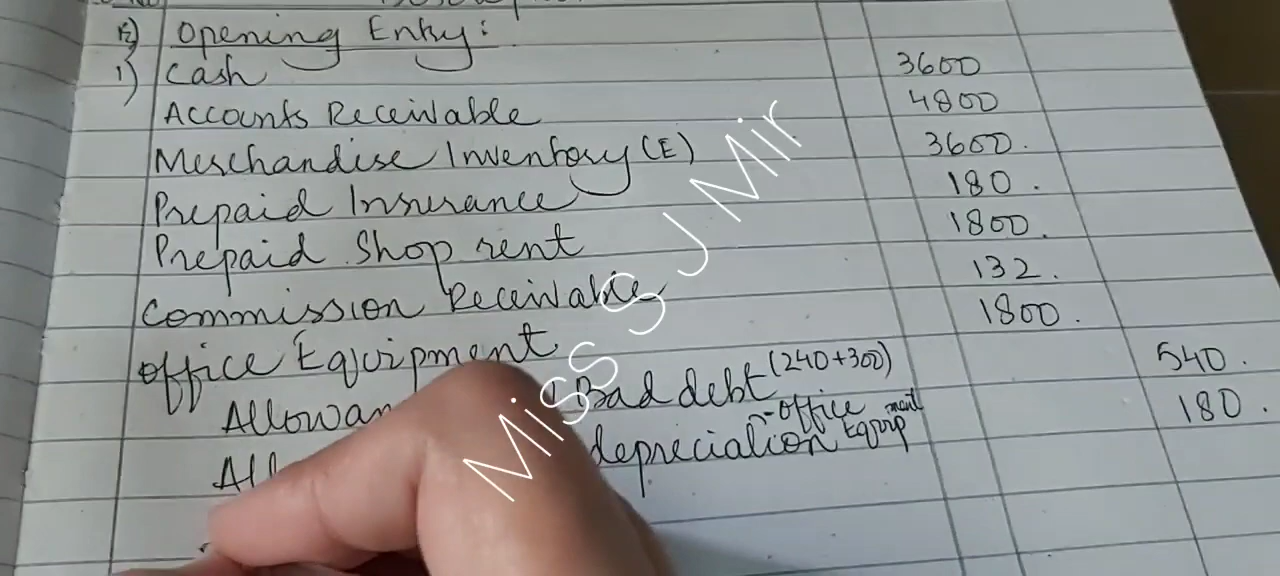 E) Opening Entry:
1) Cash 3600
Accounts Receivable 4800
Merchandise Inventory (E) 3600.
Prepaid Insurance 180.
Prepaid Shop rent 1800.
Commission Receivable 132.
Office Equipment 1800.
Bad debt (240+300) 540.
depreciation - office Equipment 180.
Miss S J Mir